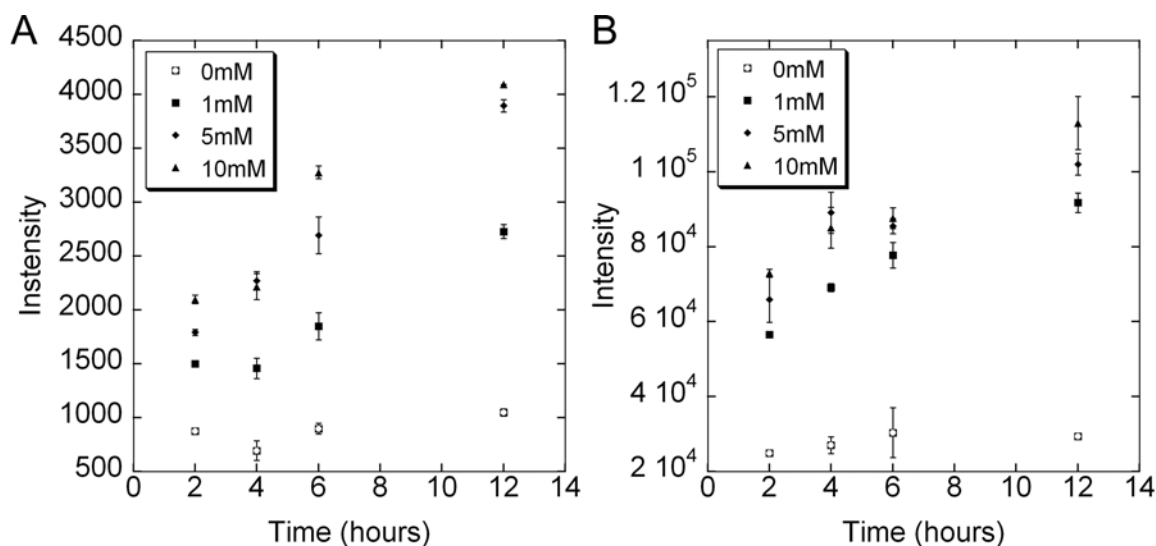 A
4500
4000
3500
3000
2500
2000
1500
1000
500
Instensity
0mM
1mM
5mM
10mM
0 2 4 6 8 10 12 14
Time (hours)
B
1.2 10^5
1 10^5
8 10^4
6 10^4
4 10^4
2 10^4
Intensity
0mM
1mM
5mM
10mM
0 2 4 6 8 10 12 14
Time (hours)